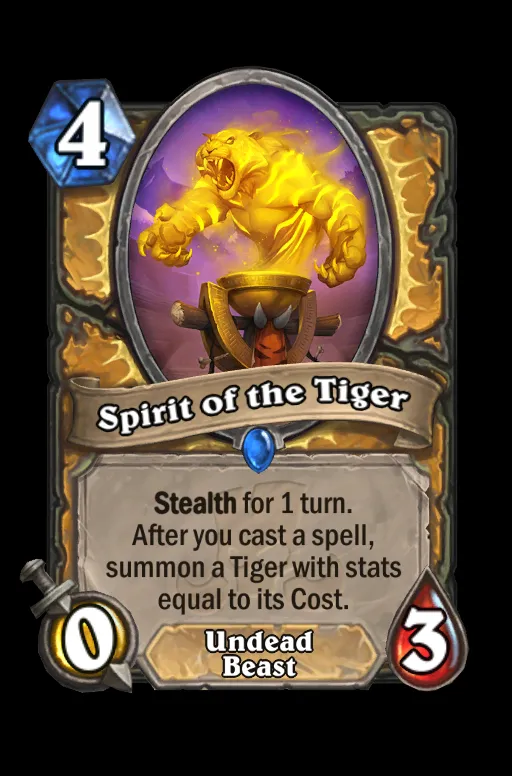 4
Spirit of the Tiger
Stealth for 1 turn.
After you cast a spell,
summon a Tiger with stats
equal to its Cost.
0
3
Undead
Beast